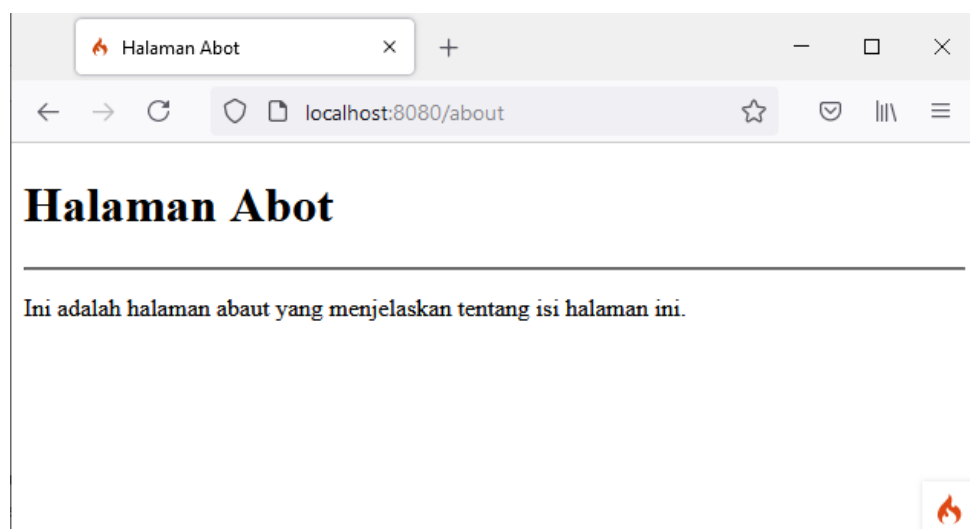 Halaman Abot
localhost:8080/about
Halaman Abot
Ini adalah halaman abaut yang menjelaskan tentang isi halaman ini.